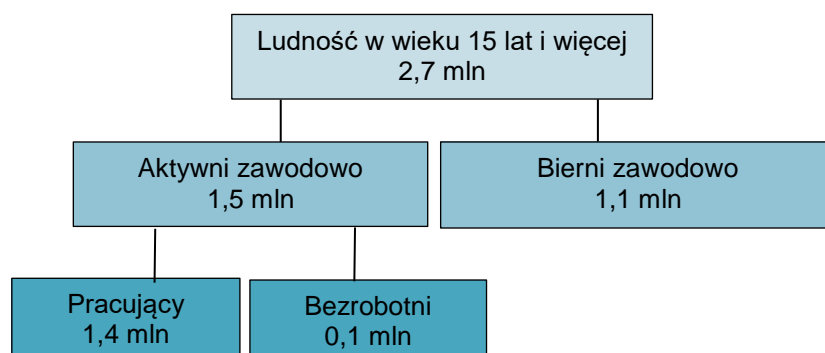 Ludność w wieku 15 lat i więcej
2,7 mln
Aktywni zawodowo
1,5 mln
Bierni zawodowo
1,1 mln
Pracujący
1,4 mln
Bezrobotni
0,1 mln